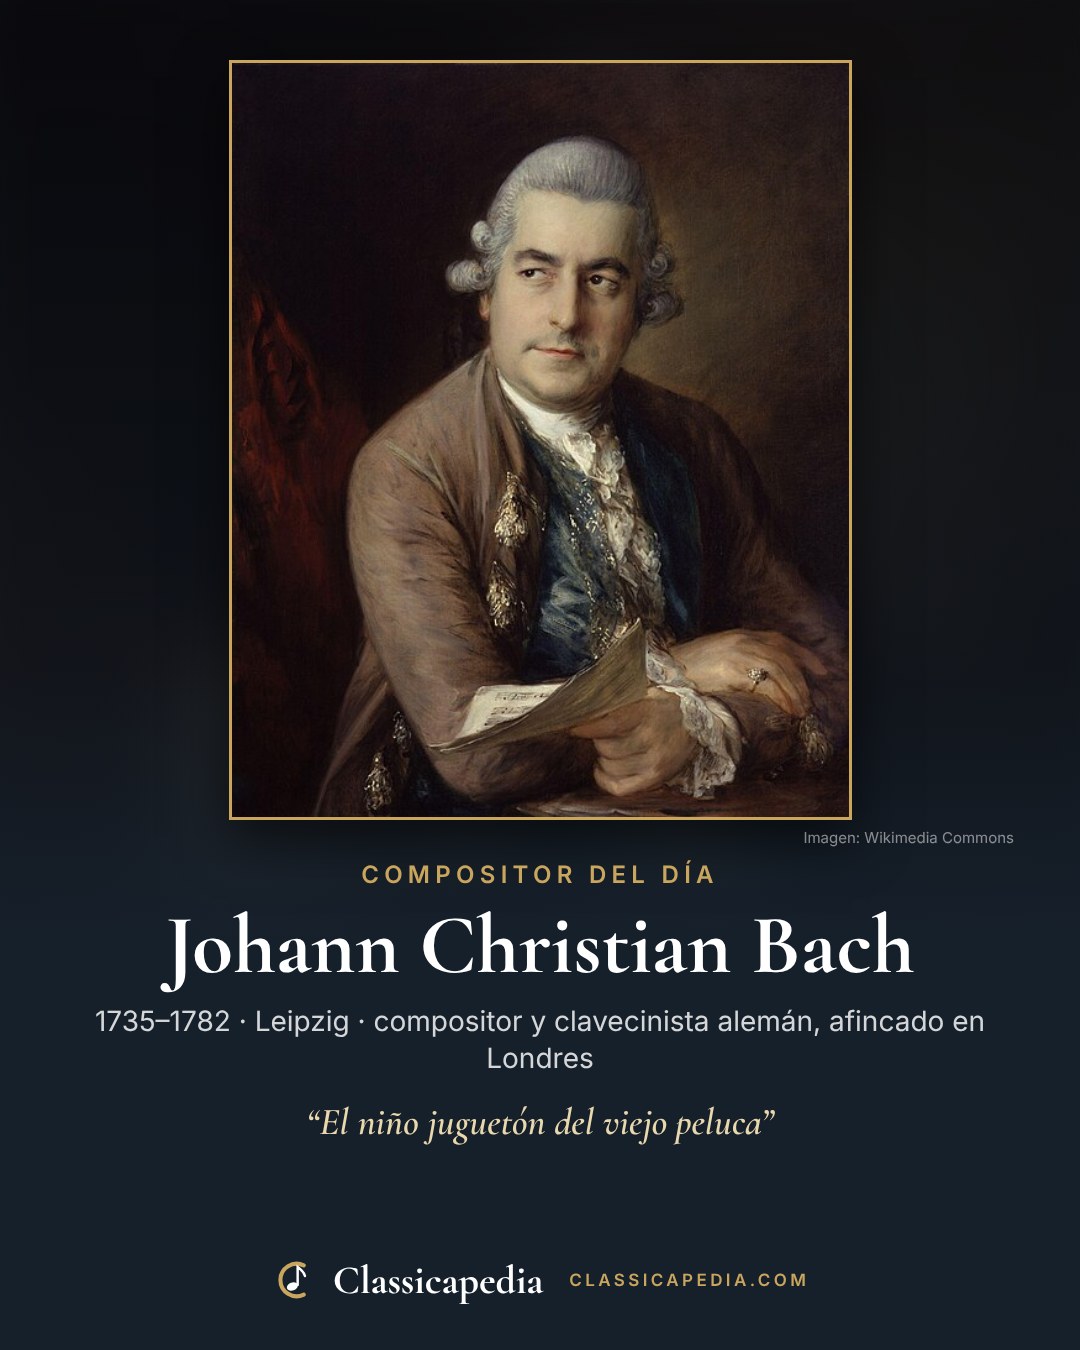 Imagen: Wikimedia Commons
COMPOSITOR DEL DÍA
Johann Christian Bach
1735–1782 · Leipzig · compositor y clavecinista alemán, afincado en
Londres
“El niño juguetón del viejo peluca”
Classicapedia CLASSICAPEDIA.COM